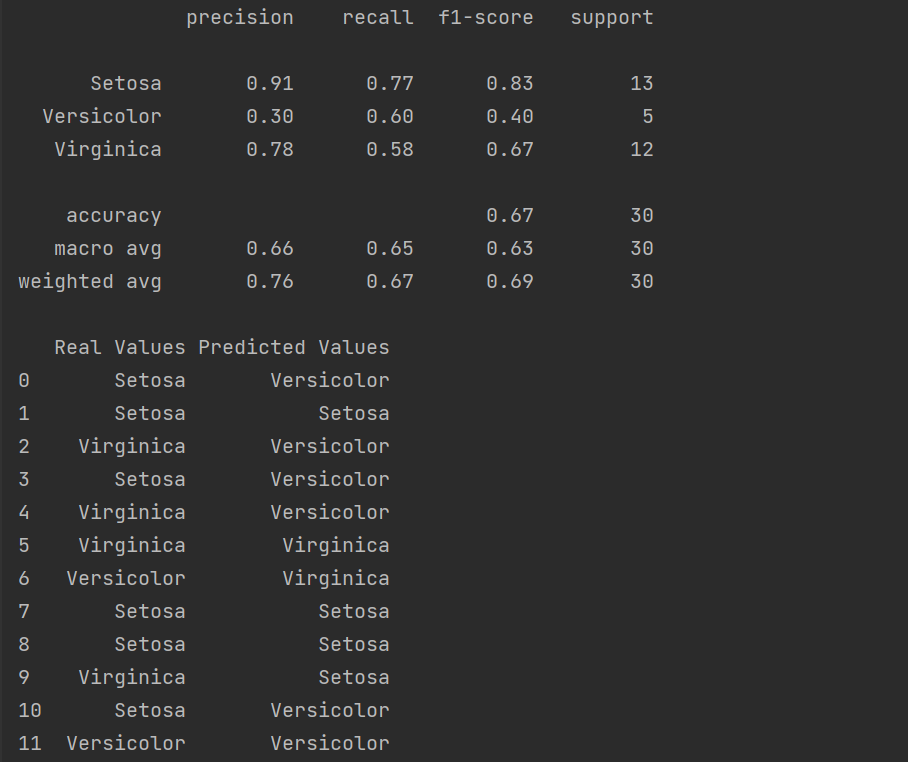 precision recall f1-score support
Setosa 0.91 0.77 0.83 13
Versicolor 0.30 0.60 0.40 5
Virginica 0.78 0.58 0.67 12
accuracy 0.67 30
macro avg 0.66 0.65 0.63 30
weighted avg 0.76 0.67 0.69 30
Real Values Predicted Values
0 Setosa Versicolor
1 Setosa Setosa
2 Virginica Versicolor
3 Setosa Versicolor
4 Virginica Versicolor
5 Virginica Virginica
6 Versicolor Virginica
7 Setosa Setosa
8 Setosa Setosa
9 Virginica Setosa
10 Setosa Versicolor
11 Versicolor Versicolor